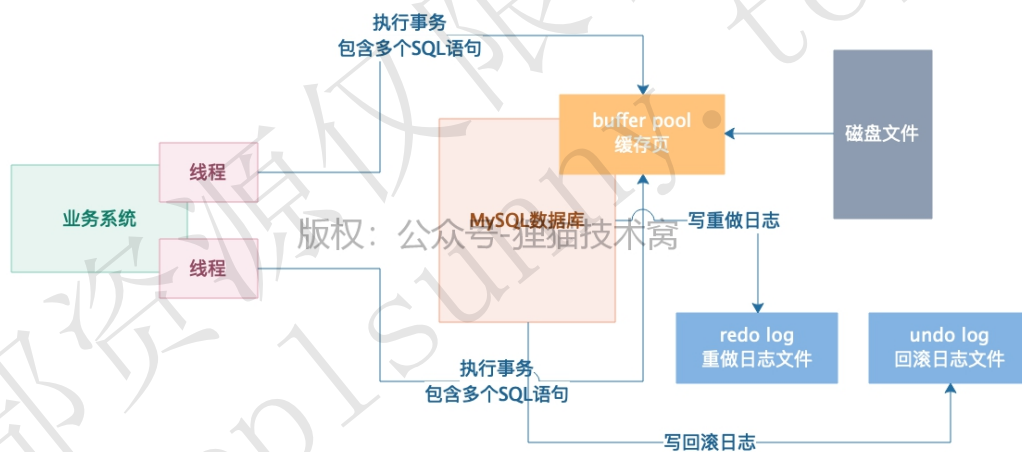 执行事务
包含多个SQL语句
buffer pool
缓存页
磁盘文件
线程
业务系统
MySQL数据库
写重做日志
版权：公众号-狸猫技术窝
线程
redo log
重做日志文件
undo log
回滚日志文件
执行事务
包含多个SQL语句
写回滚日志